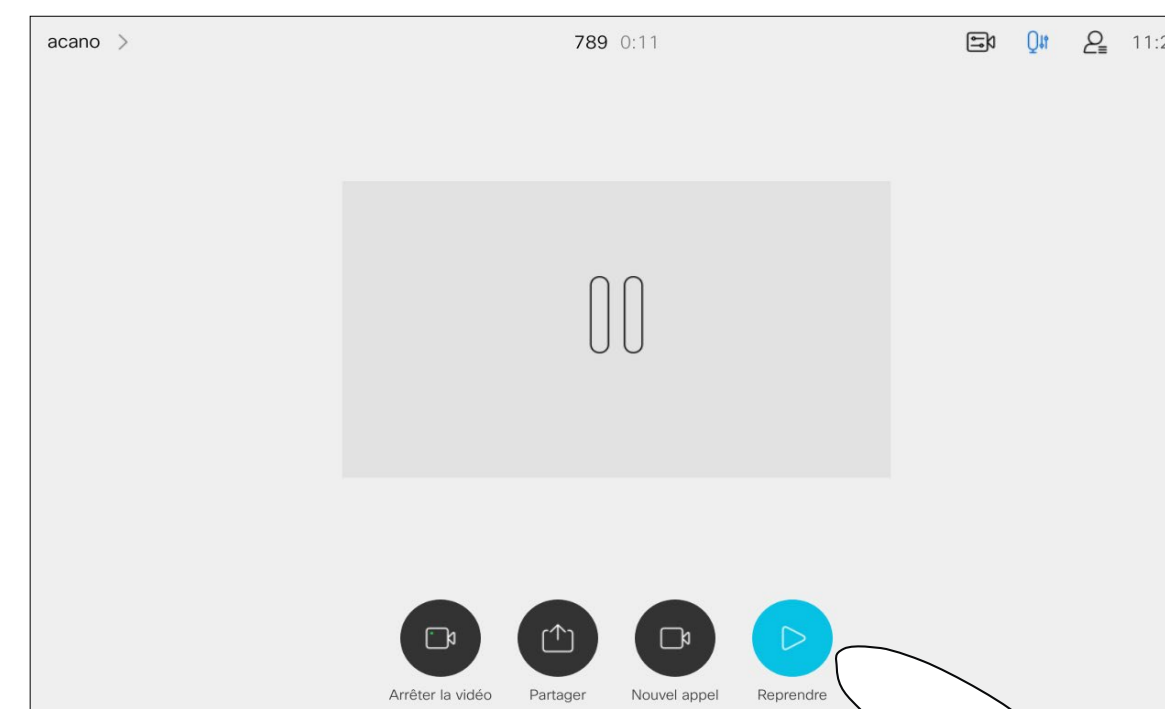 acano
789 0:11
11:2
Arrêter la vidéo
Partager
Nouvel appel
Reprendre